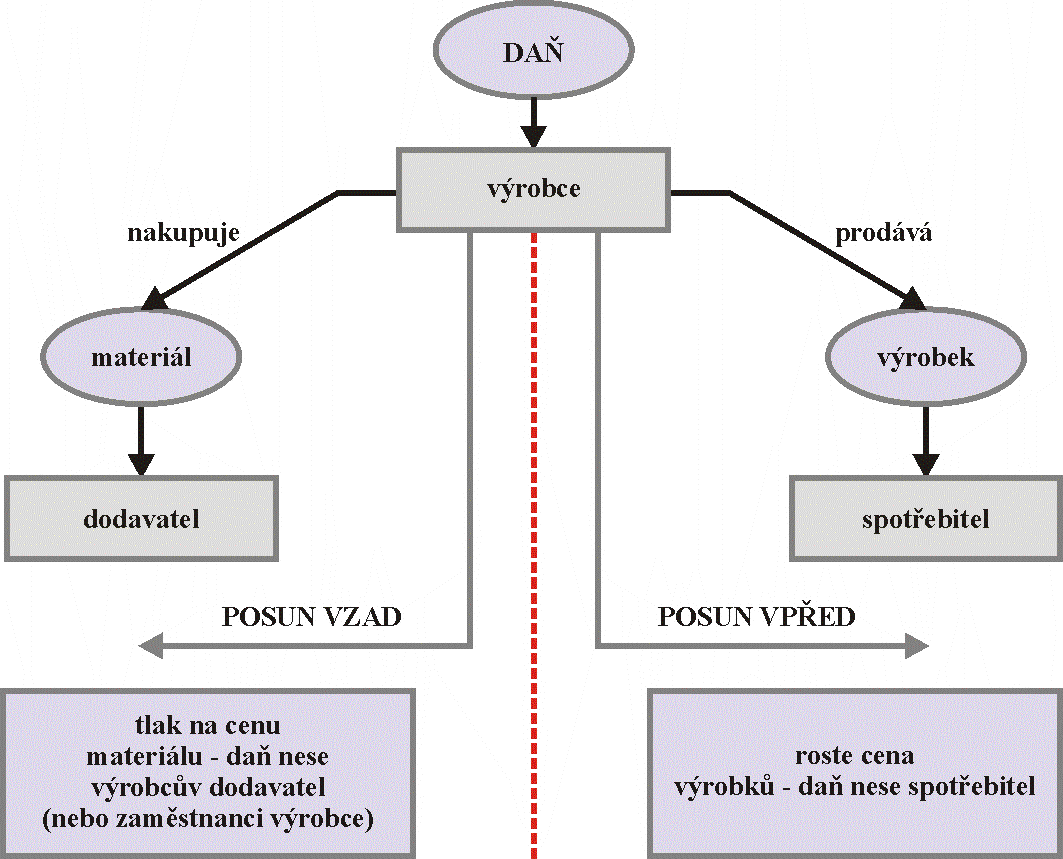 DAŇ
výrobce
nakupuje
prodává
materiál
výrobek
dodavatel
spotřebitel
POSUN VZAD
POSUN VPŘED
tlak na cenu
materiálu - daň nese
výrobcův dodavatel
(nebo zaměstnanci výrobce)
roste cena
výrobků - daň nese spotřebitel